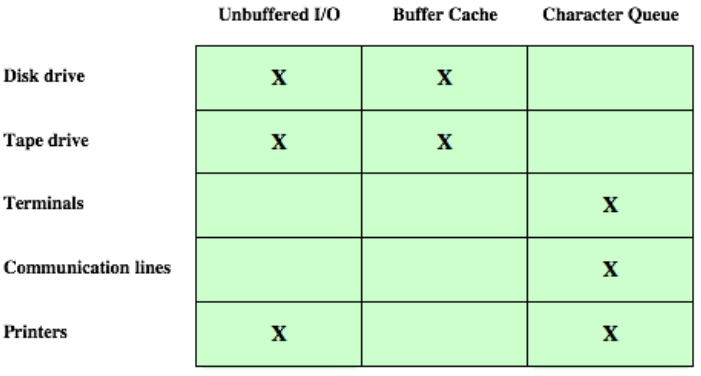 Unbuffered I/O Buffer Cache Character Queue
Disk drive X X
Tape drive X X
Terminals X
Communication lines X
Printers X X